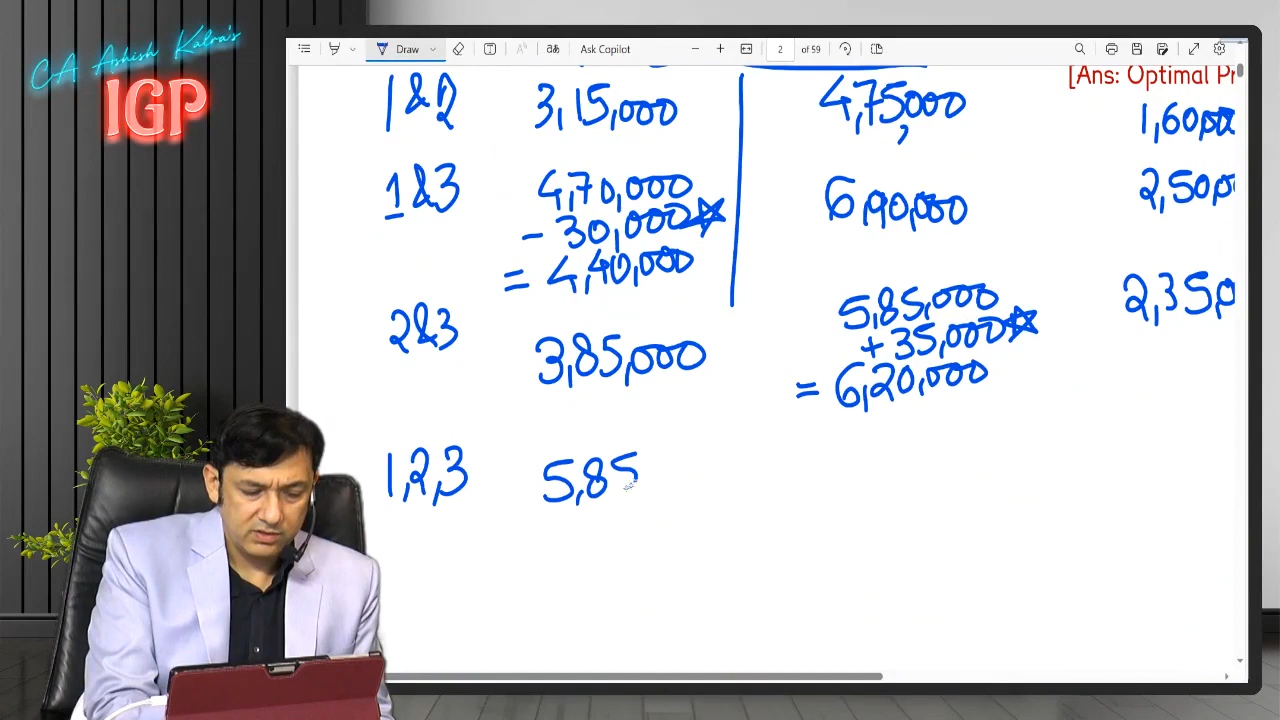 CA Ashish Kalra's
IGP
Draw
Ask Copilot
2 of 59
[Ans: Optimal Pr
1&2 3,15,000 4,75,000 1,60,00
1&3 4,70,000 6,90,000 2,50,0
- 30,000
= 4,40,000
2&3 3,85,000 5,85,000 2,35,0
+ 35,000
= 6,20,000
1,2,3 5,85